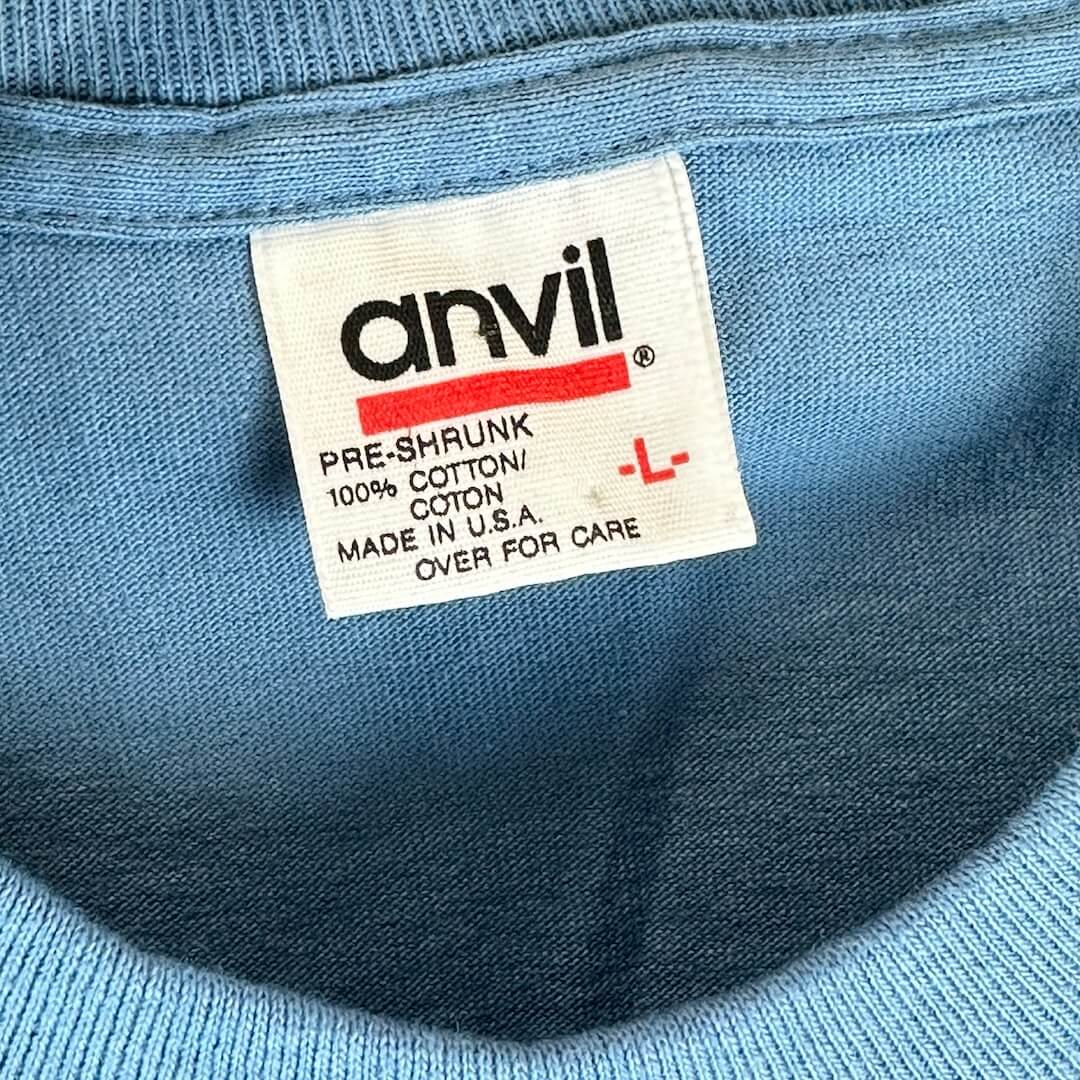 anvil®
PRE-SHRUNK
100% COTTON/
COTON
-L-
MADE IN U.S.A.
OVER FOR CARE